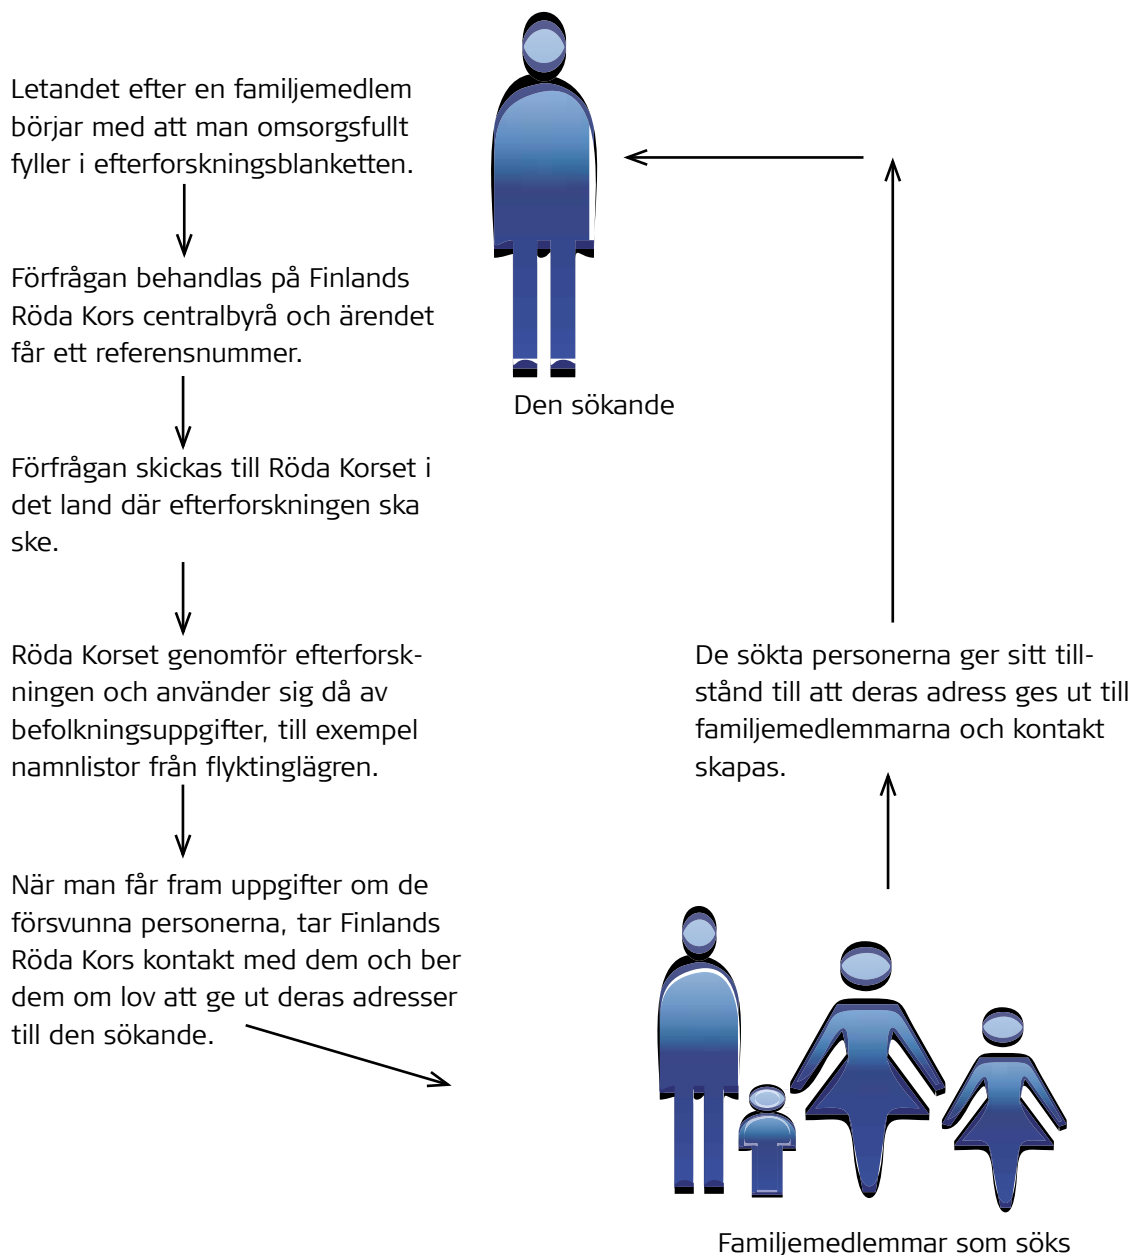 Letandet efter en familjemedlem
börjar med att man omsorgsfullt
fyller i efterforskningsblanketten.
Förfrågan behandlas på Finlands
Röda Kors centralbyrå och ärendet
får ett referensnummer.
Den sökande
Förfrågan skickas till Röda Korset i
det land där efterforskningen ska
ske.
Röda Korset genomför efterforsk-
ningen och använder sig då av
befolkningsuppgifter, till exempel
namnlistor från flyktinglägren.
När man får fram uppgifter om de
försvunna personerna, tar Finlands
Röda Kors kontakt med dem och ber
dem om lov att ge ut deras adresser
till den sökande.
De sökta personerna ger sitt till-
stånd till att deras adress ges ut till
familjemedlemmarna och kontakt
skapas.
Familjemedlemmar som söks